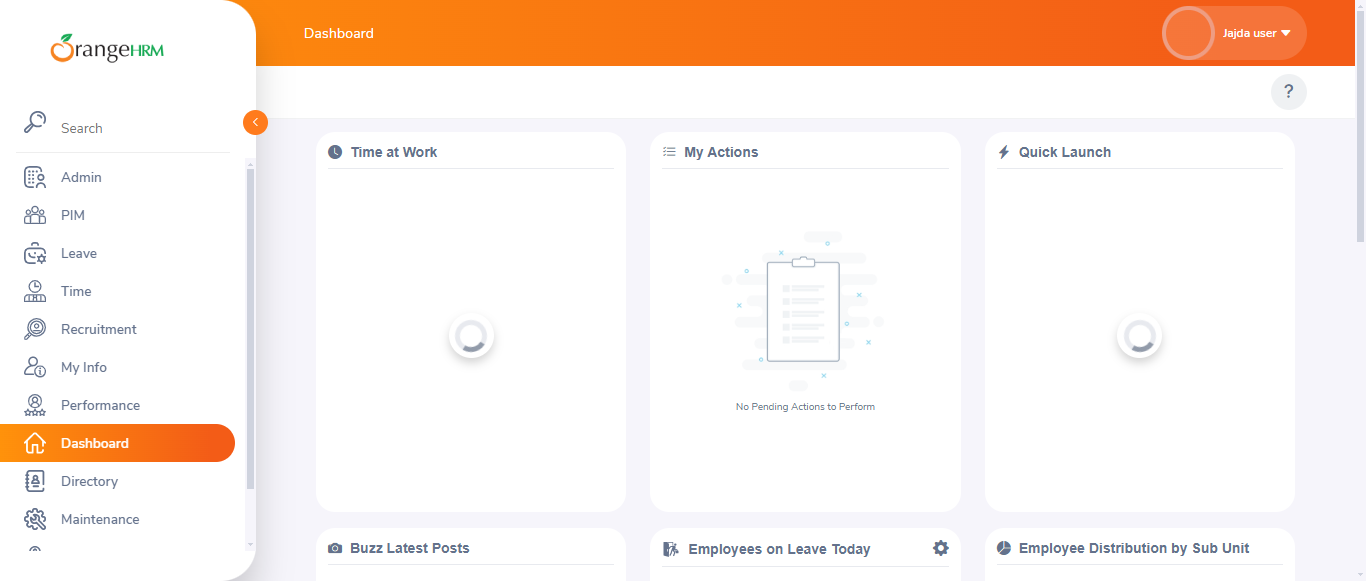 OrangeHRM
Dashboard
Jajda user
Search
?
Admin
PIM
Leave
Time
Recruitment
My Info
Performance
Dashboard
Directory
Maintenance
Time at Work
My Actions
No Pending Actions to Perform
Quick Launch
Buzz Latest Posts
Employees on Leave Today
Employee Distribution by Sub Unit